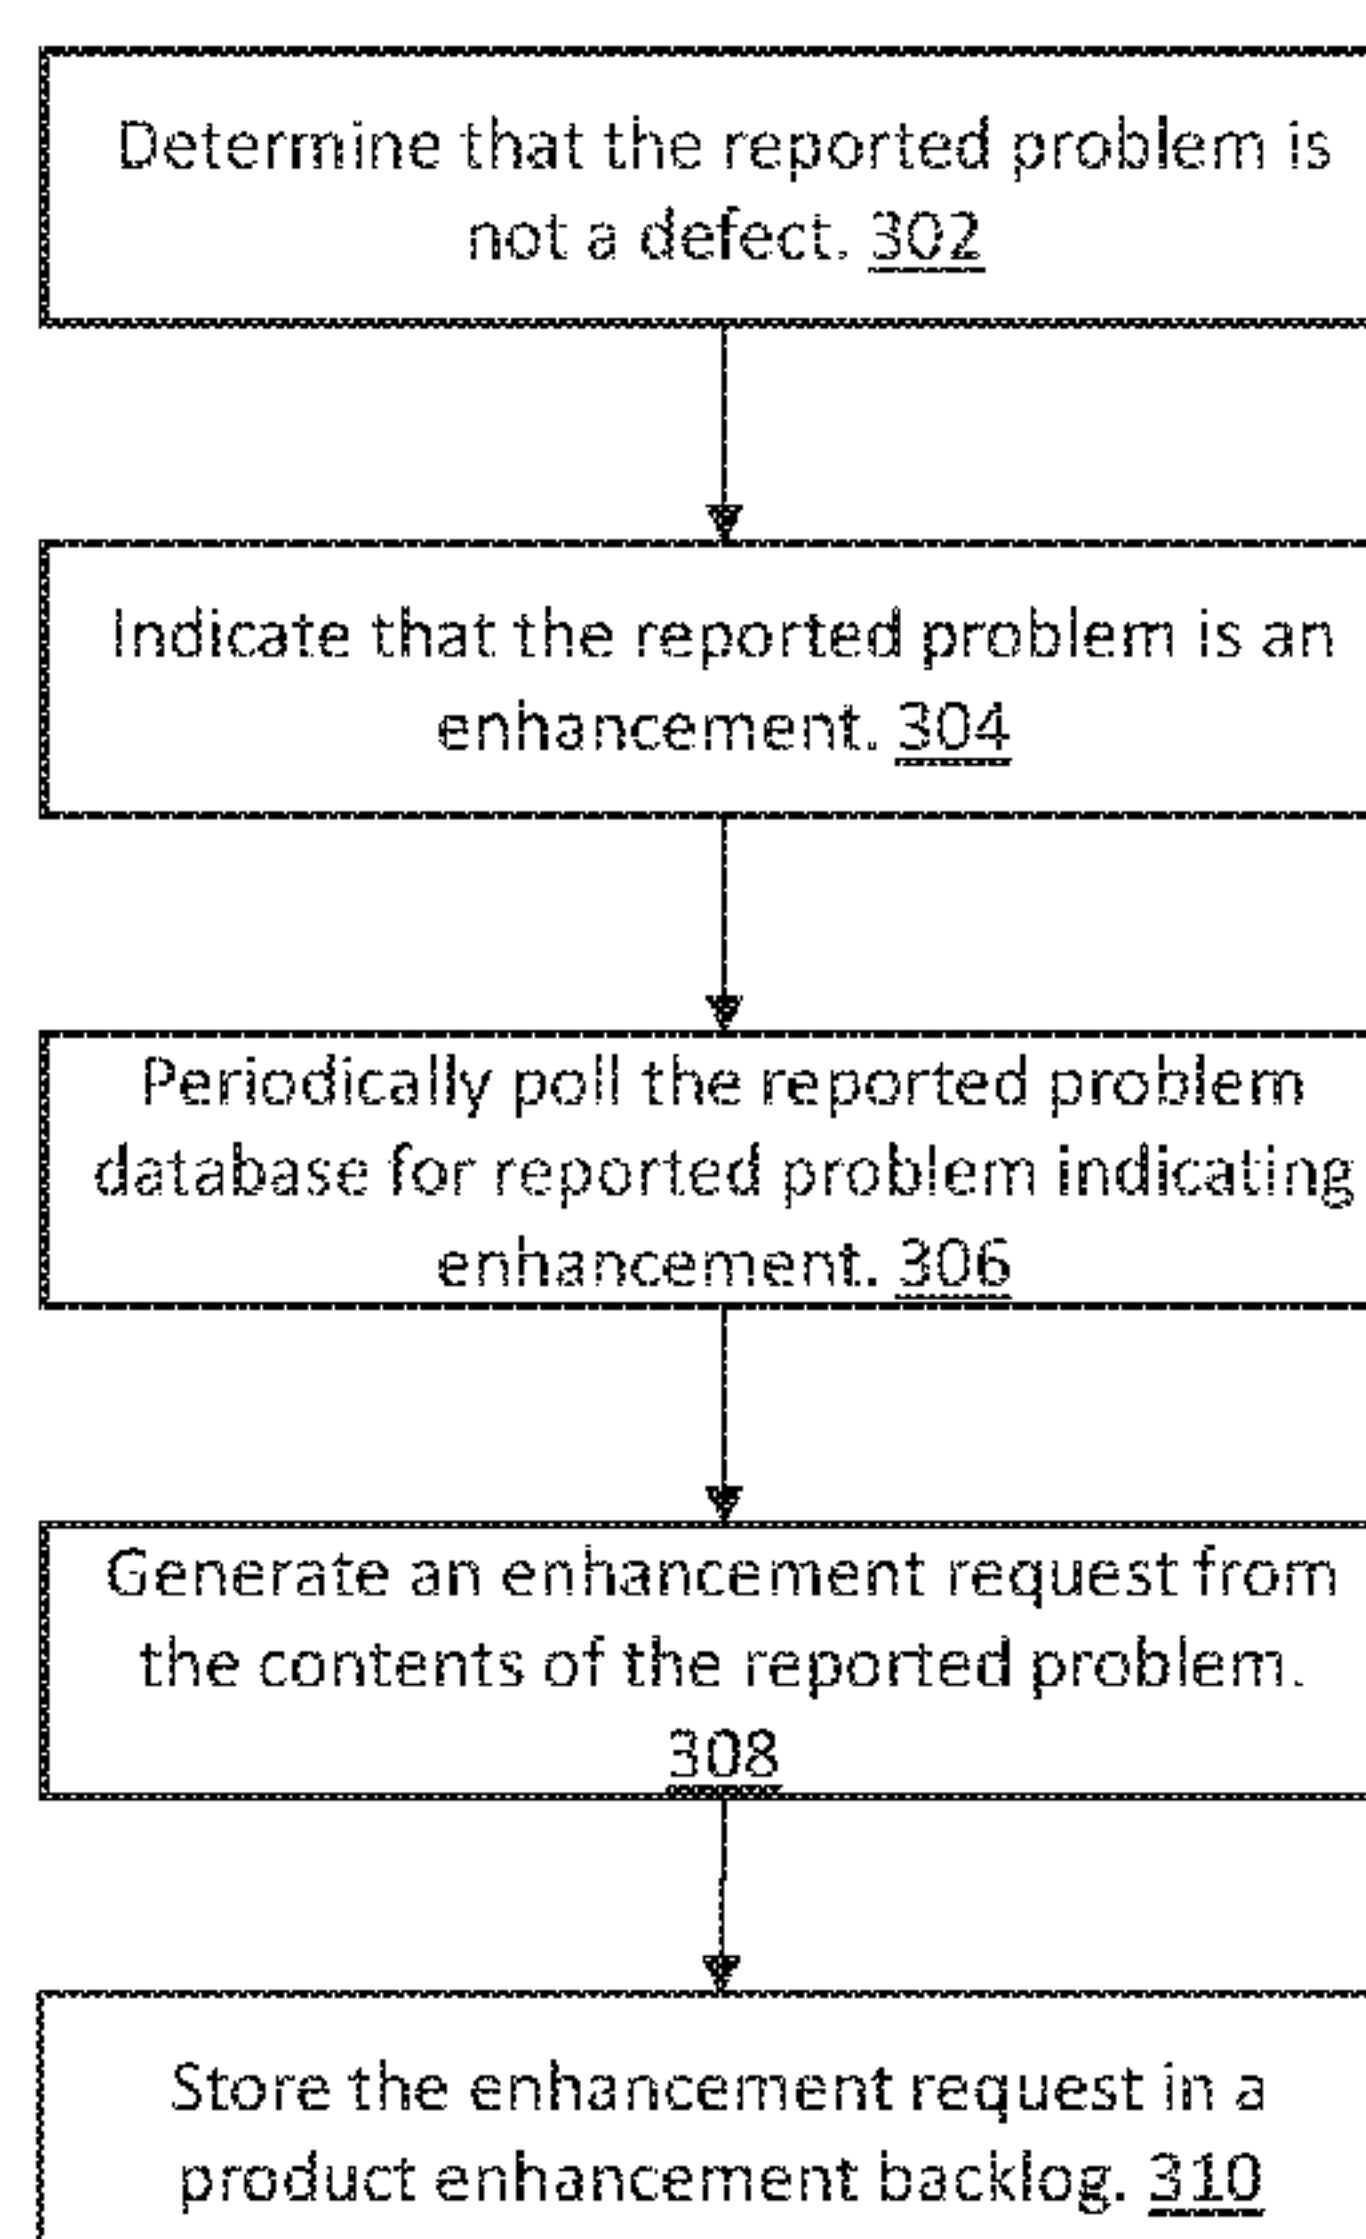 Determine that the reported problem is
not a defect. 302
Indicate that the reported problem is an
enhancement. 304
Periodically poll the reported problem
database for reported problem indicating
enhancement. 306
Generate an enhancement request from
the contents of the reported problem.
308
Store the enhancement request in a
product enhancement backlog. 310